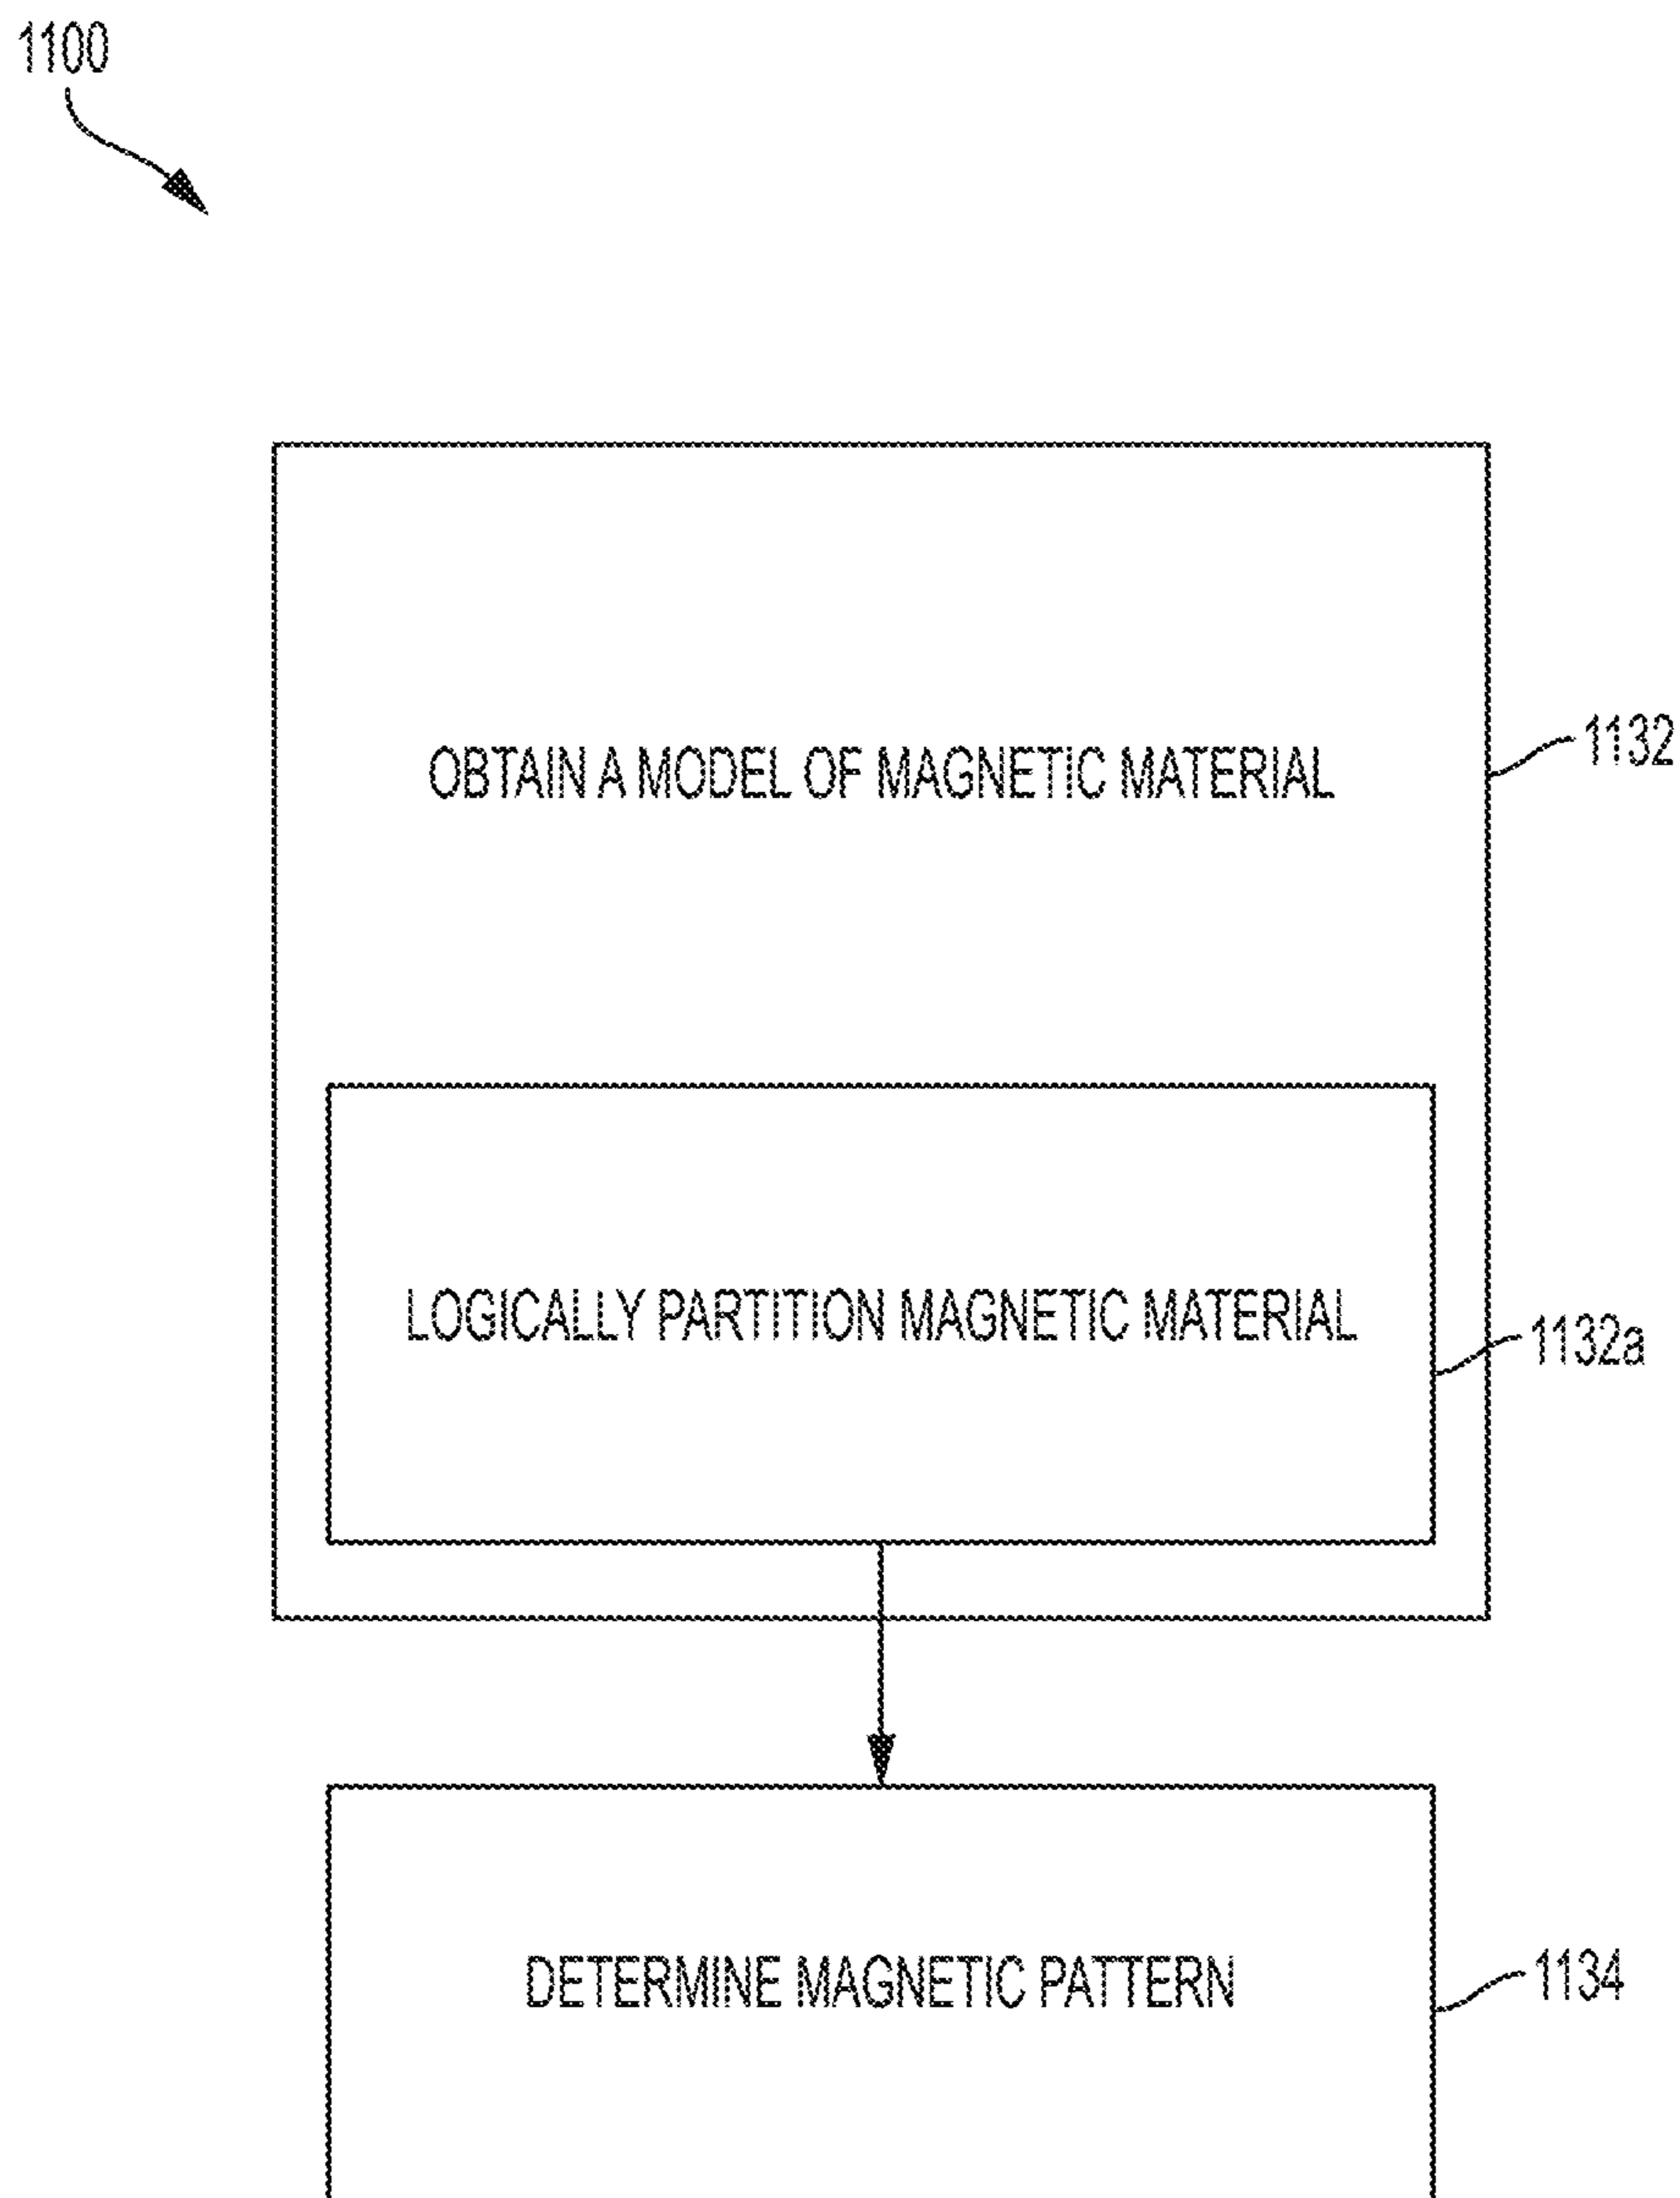 1100
OBTAIN A MODEL OF MAGNETIC MATERIAL
1132
LOGICALLY PARTITION MAGNETIC MATERIAL
1132a
DETERMINE MAGNETIC PATTERN
1134